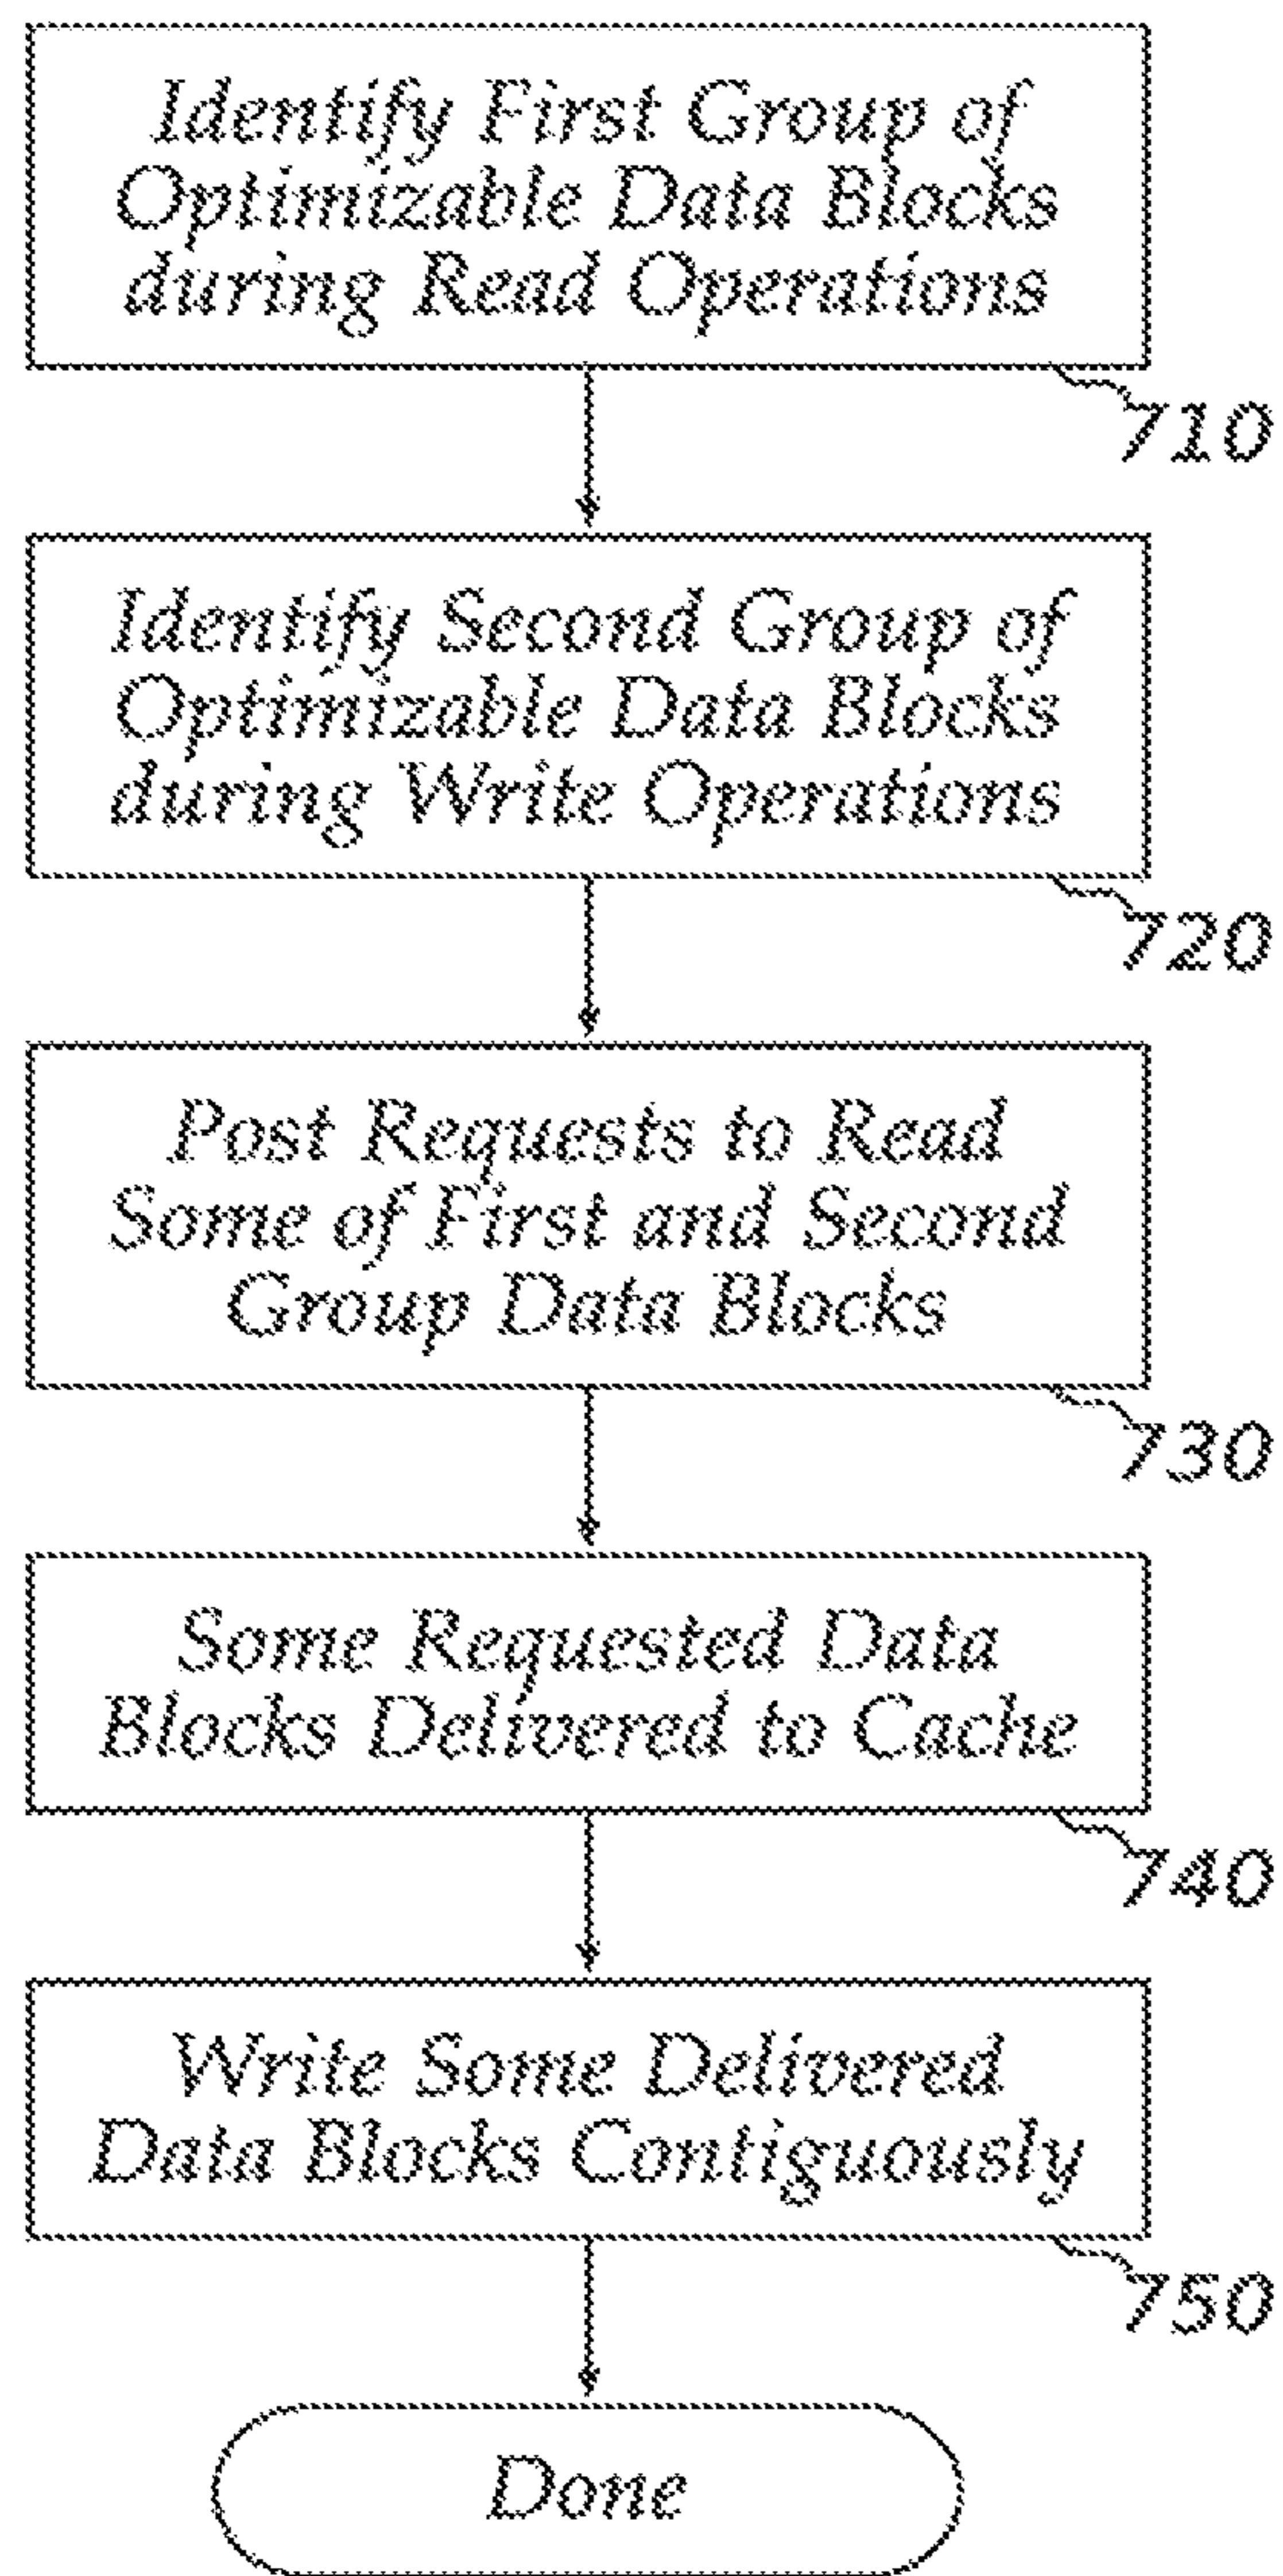 Identify First Group of
Optimizable Data Blocks
during Read Operations
710
Identify Second Group of
Optimizable Data Blocks
during Write Operations
720
Post Requests to Read
Some of First and Second
Group Data Blocks
730
Some Requested Data
Blocks Delivered to Cache
740
Write Some Delivered
Data Blocks Contiguously
750
Done